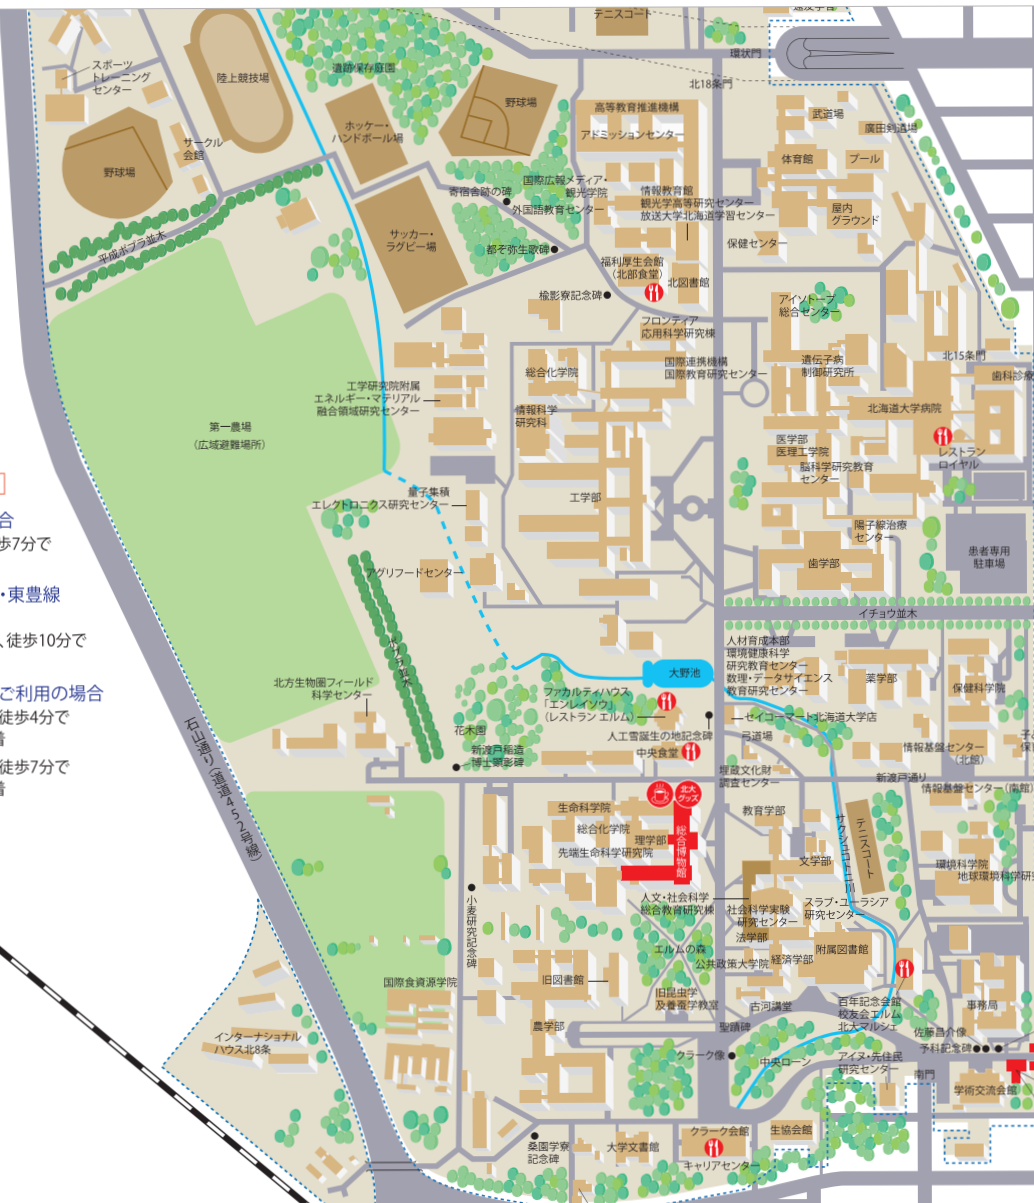 テニスコート
環状門
スポーツ
トレーニング
センター
陸上競技場
遺跡保存庭園
北18条門
野球場
高等教育推進機構
武道場
ホッケー・
ハンドボール場
アドミッションセンター
廣田剣道場
サークル
会館
野球場
体育館
プール
国際広報メディア・
観光学院
寄宿舎跡の碑
情報教育館
観光学高等研究センター
放送大学北海道学習センター
外国語教育センター
屋内
グラウンド
平成ポプラ並木
サッカー・
ラグビー場
都ぞ弥生歌碑
保健センター
福利厚生会館
(北部食堂)
北図書館
楡影寮記念碑
アイソトープ
総合センター
フロンティア
応用科学研究棟
国際連携機構
国際教育研究センター
遺伝子病
制御研究所
北15条門
歯科診療
総合化学院
工学研究院附属
エネルギー・マテリアル
融合領域研究センター
情報科学
研究科
北海道大学病院
第一農場
(広域避難場所)
医学部
医理工学院
レストラン
ロイヤル
脳科学研究教育
センター
量子集積
エレクトロニクス研究センター
工学部
合
歩7分で
陽子線治療
センター
患者専用
駐車場
歯学部
アグリフードセンター
・東豊線
イチョウ並木
、徒歩10分で
ポプラ並木
人材育成本部
環境健康科学
研究教育センター
数理・データサイエンス
教育研究センター
大野池
薬学部
保健科学院
北方生物圏フィールド
科学センター
ご利用の場合
徒歩4分で
着
徒歩7分で
着
ファカルティハウス
「エンレイソウ」
(レストラン エルム)
セイコーマート北海道大学店
石山通り(道道452号線)
花木園
人工雪誕生の地記念碑
弓道場
中央食堂
新渡戸稲造
博士顕彰碑
情報基盤センター
(北館)
埋蔵文化財
調査センター
新渡戸通り
情報基盤センター(南館)
北大
グッズ
生命科学院
教育学部
総合化学院
理学部
先端生命科学研究院
総合博物館
サクシュコトニ川
テニスコート
文学部
環境科学院
地球環境科学研
小麦研究記念碑
人文・社会科学
総合教育研究棟
社会科学実験
研究センター
スラブ・ユーラシア
研究センター
法学部
エルムの森
公共政策大学院
経済学部
附属図書館
国際食資源学院
旧図書館
旧昆虫学
及養蚕学教室
古河講堂
百年記念会館
校友会エルム
北大マルシェ
事務局
農学部
聖蹟碑
インターナショナル
ハウス北8条
佐藤昌介像
予科記念碑
クラーク像
中央ローン
アイヌ・先住民
研究センター
南門
学術交流会館
桑園学寮
記念碑
大学文書館
クラーク会館
生協会館
キャリアセンター